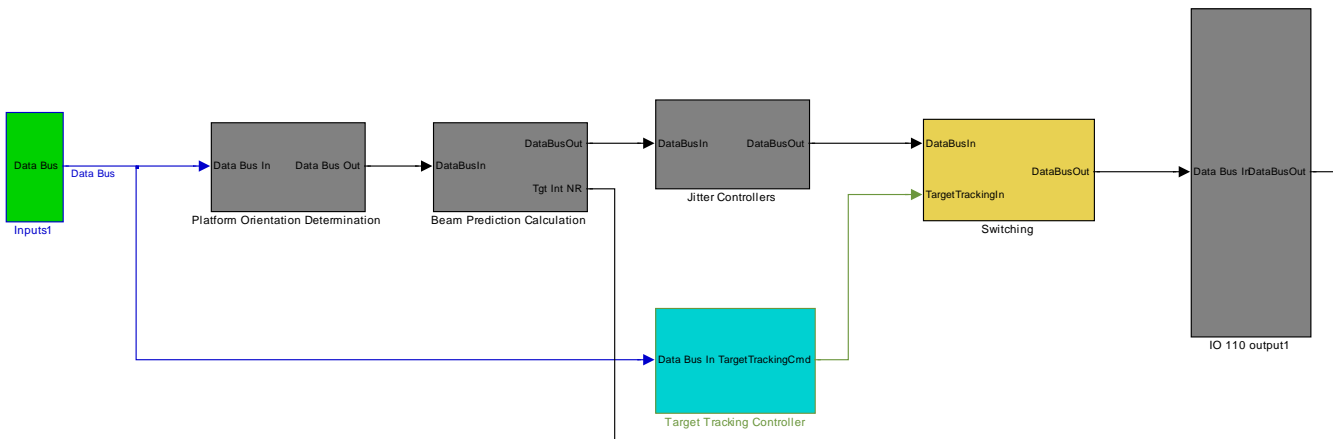 Data Bus
Data Bus
Inputs1
Data Bus In
Data Bus Out
Platform Orientation Determination
DataBusIn
DataBusOut
Tgt Int NR
Beam Prediction Calculation
DataBusIn
DataBusOut
Jitter Controllers
Data Bus In
TargetTrackingCmd
Target Tracking Controller
DataBusIn
TargetTrackingIn
DataBusOut
Switching
Data Bus In
DataBusOut
IO 110 output1